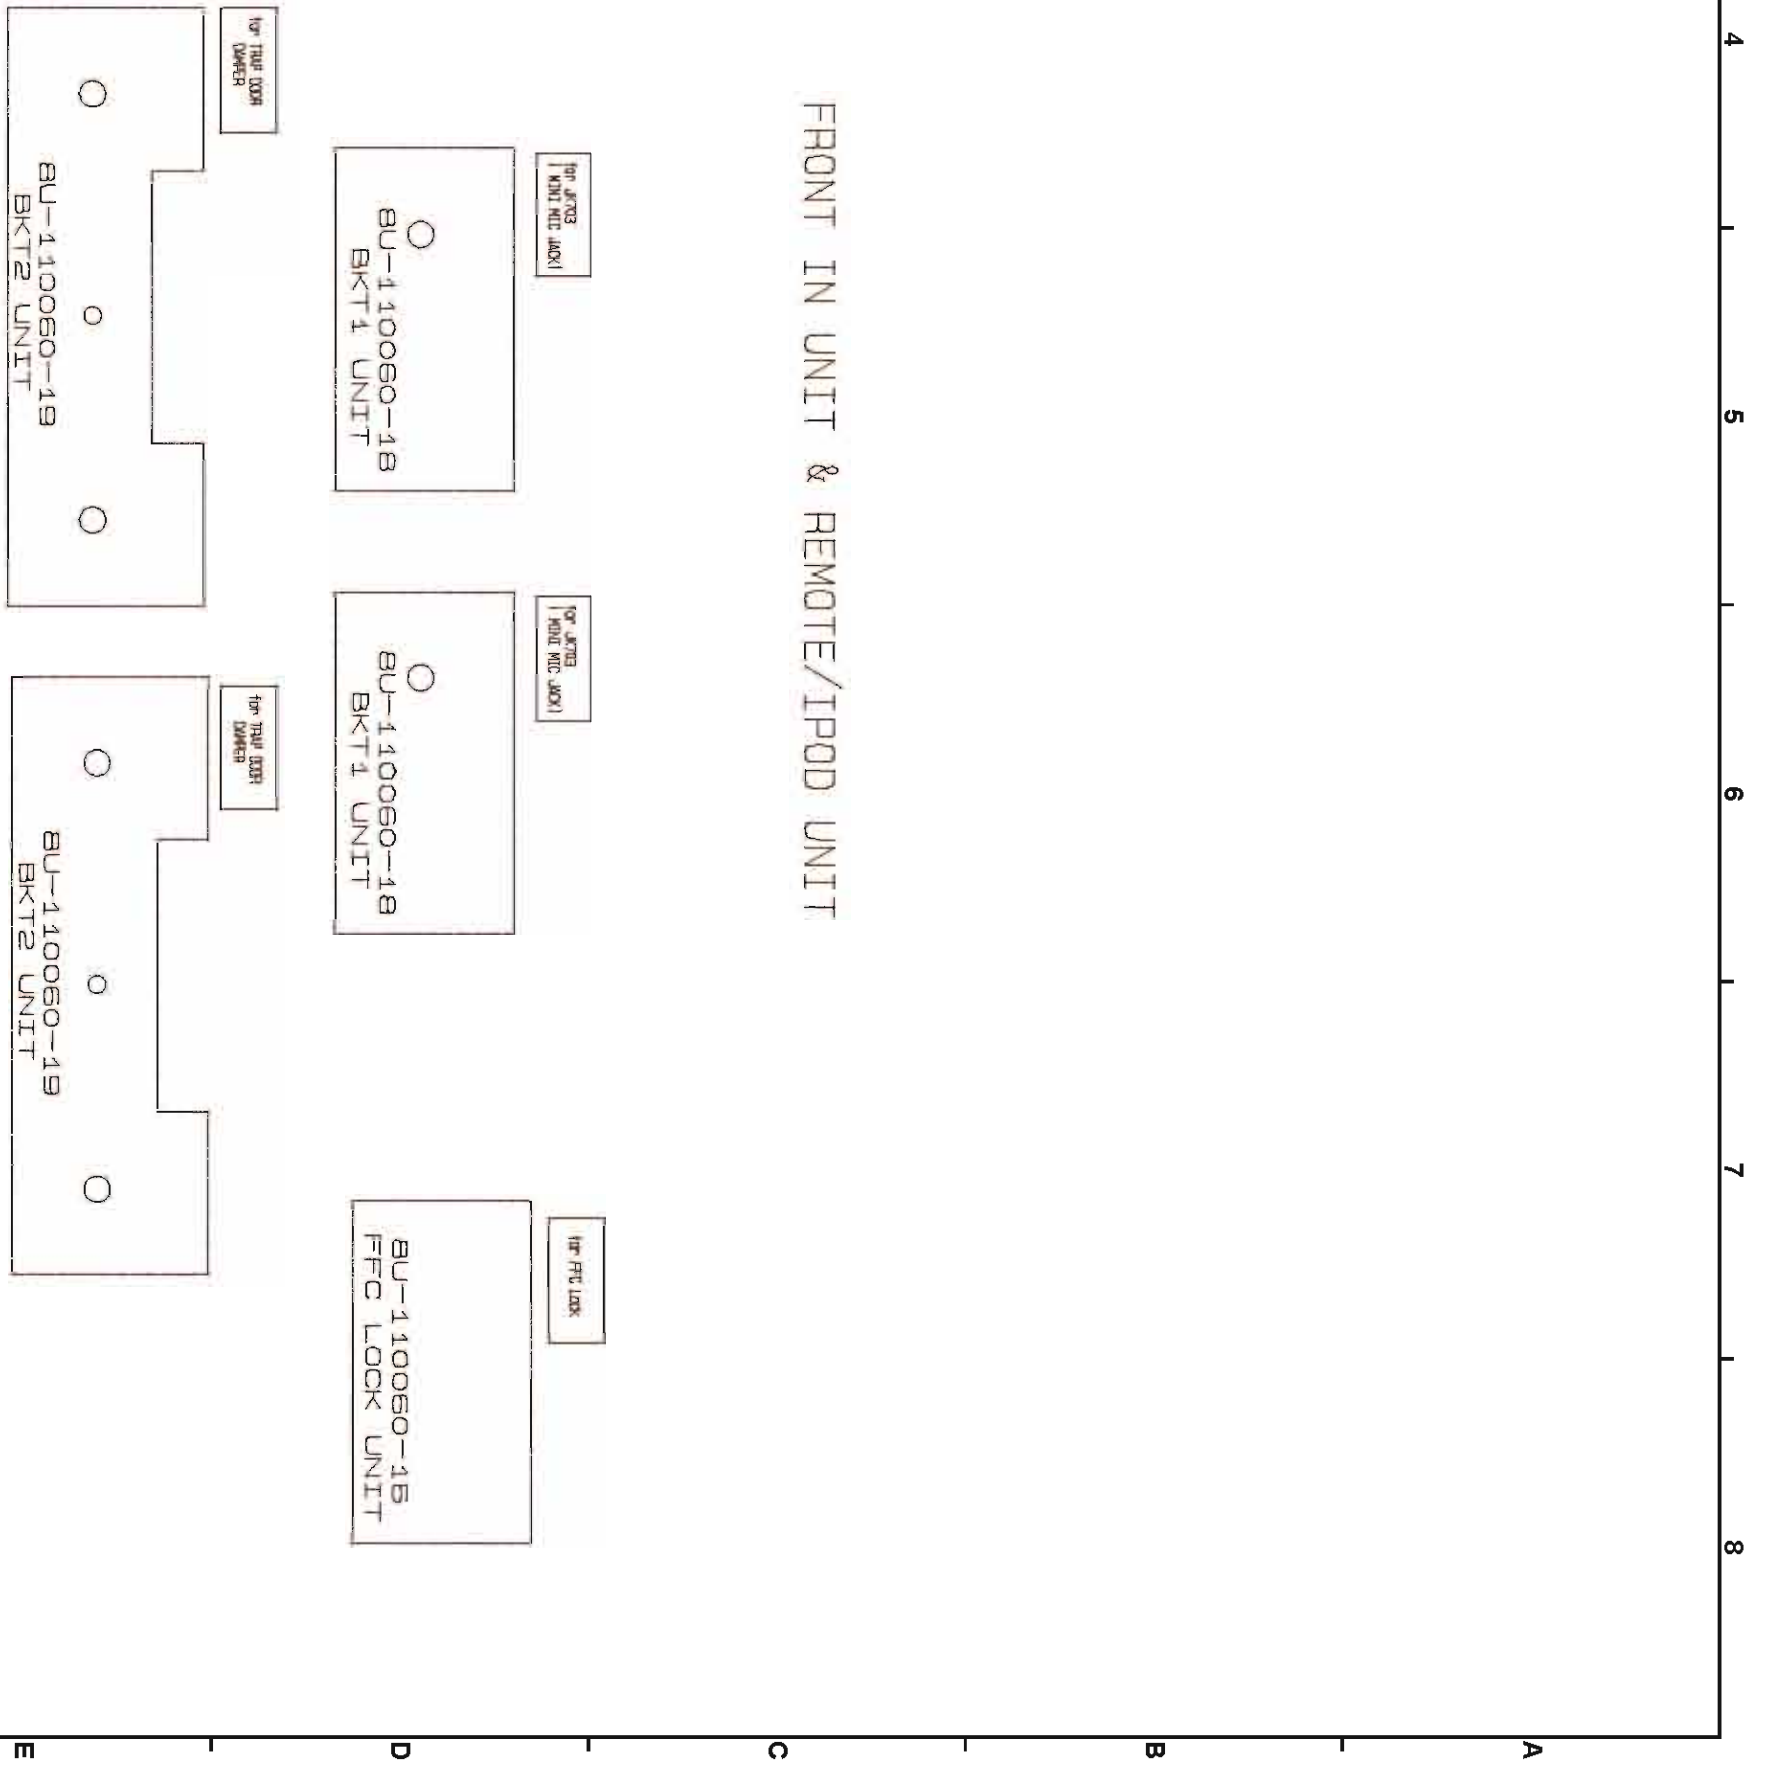 4
5
6
7
8
A
B
C
D
E
FRONT IN UNIT & REMOTE/IPOD UNIT
for JK703
( MINI MIC JACK)
8U-110060-18
BKT1 UNIT
for JK703
( MINI MIC JACK)
8U-110060-18
BKT1 UNIT
for FFC LOCK
8U-110060-15
FFC LOCK UNIT
for TRAP DOOR
DAMPER
8U-110060-19
BKT2 UNIT
for TRAP DOOR
DAMPER
8U-110060-19
BKT2 UNIT